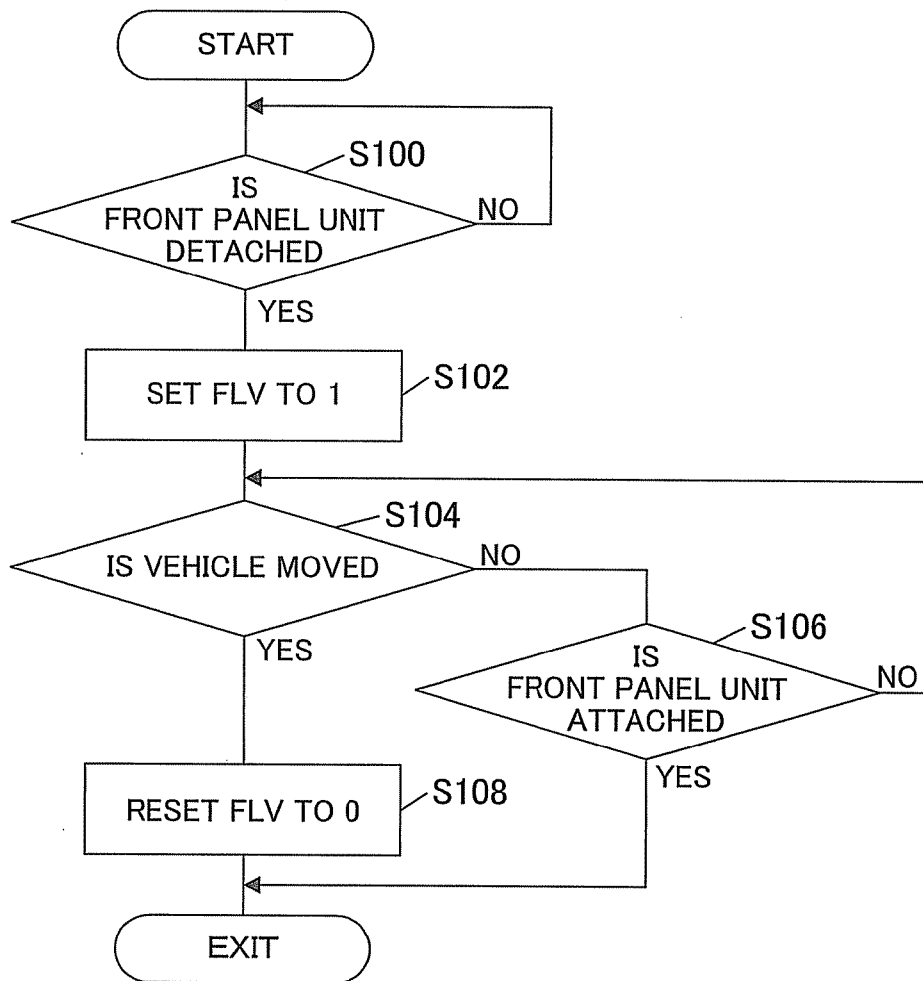 START
S100
IS
FRONT PANEL UNIT
DETACHED
NO
YES
SET FLV TO 1
S102
S104
IS VEHICLE MOVED
NO
YES
S106
IS
FRONT PANEL UNIT
ATTACHED
NO
YES
RESET FLV TO 0
S108
EXIT